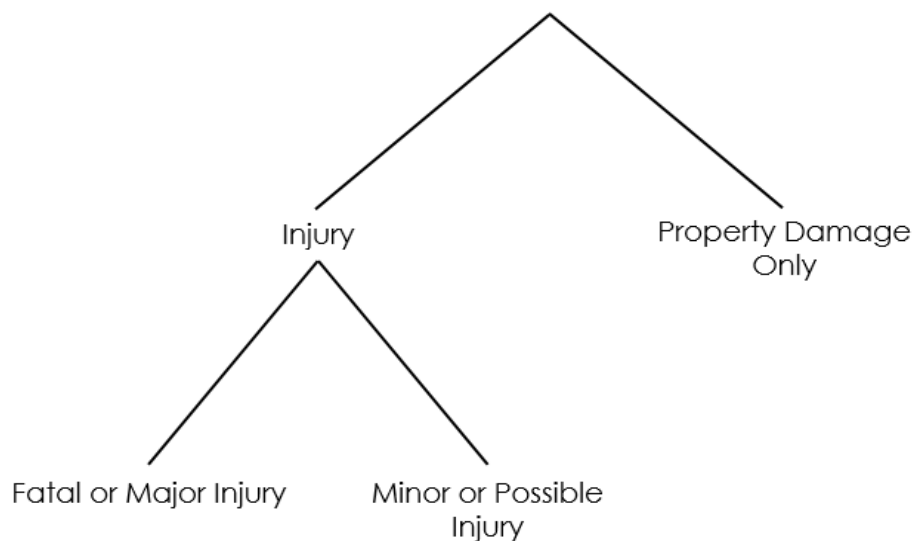 Injury
Property Damage
Only
Fatal or Major Injury
Minor or Possible
Injury